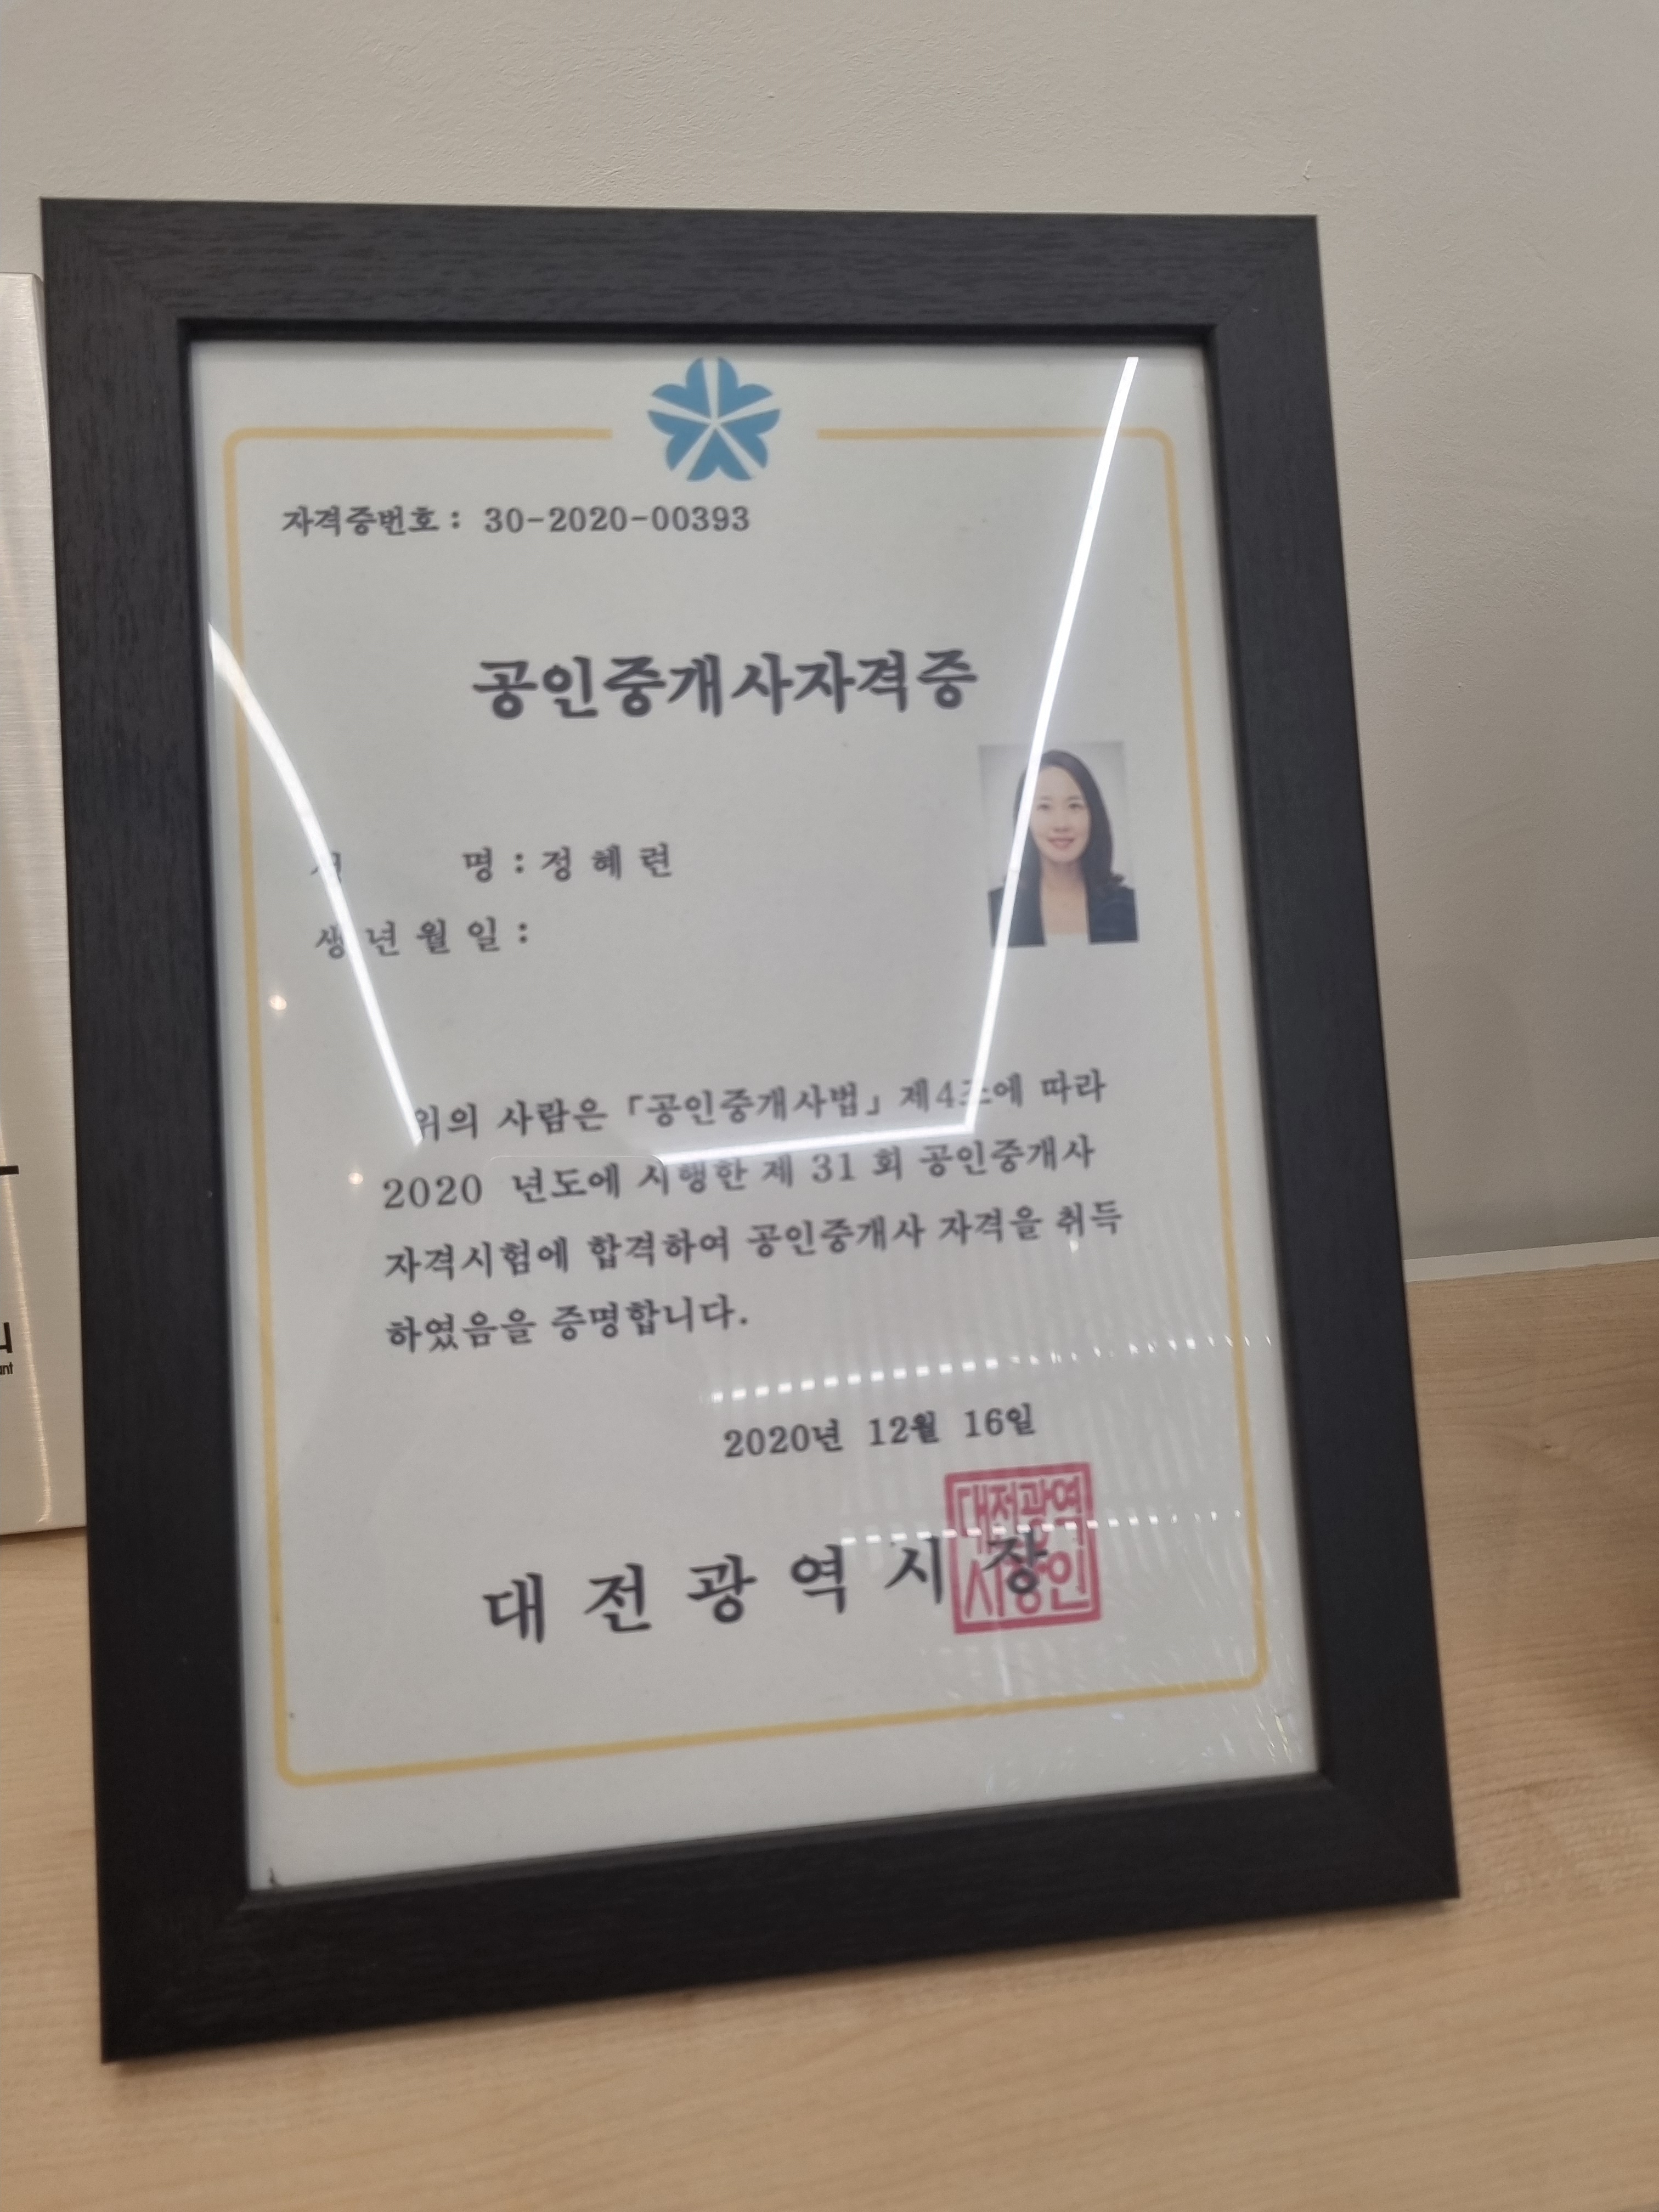 자격증번호 : 30-2020-00393
공인중개사자격증
명 : 정 혜 련
생 년 월 일 :
위의 사람은 「공인중개사법」 제4조에 따라
2020 년도에 시행한 제 31 회 공인중개사
자격시험에 합격하여 공인중개사 자격을 취득
하였음을 증명합니다.
2020년 12월 16일
대 전 광 역 시 장
대전광역
시장인